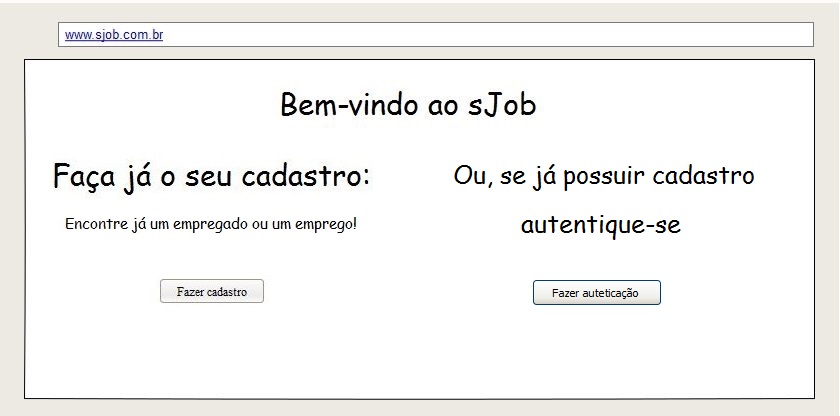 www.sjob.com.br
Bem-vindo ao sJob
Faça já o seu cadastro:
Encontre já um empregado ou um emprego!
Fazer cadastro
Ou, se já possuir cadastro
autentique-se
Fazer auteticação